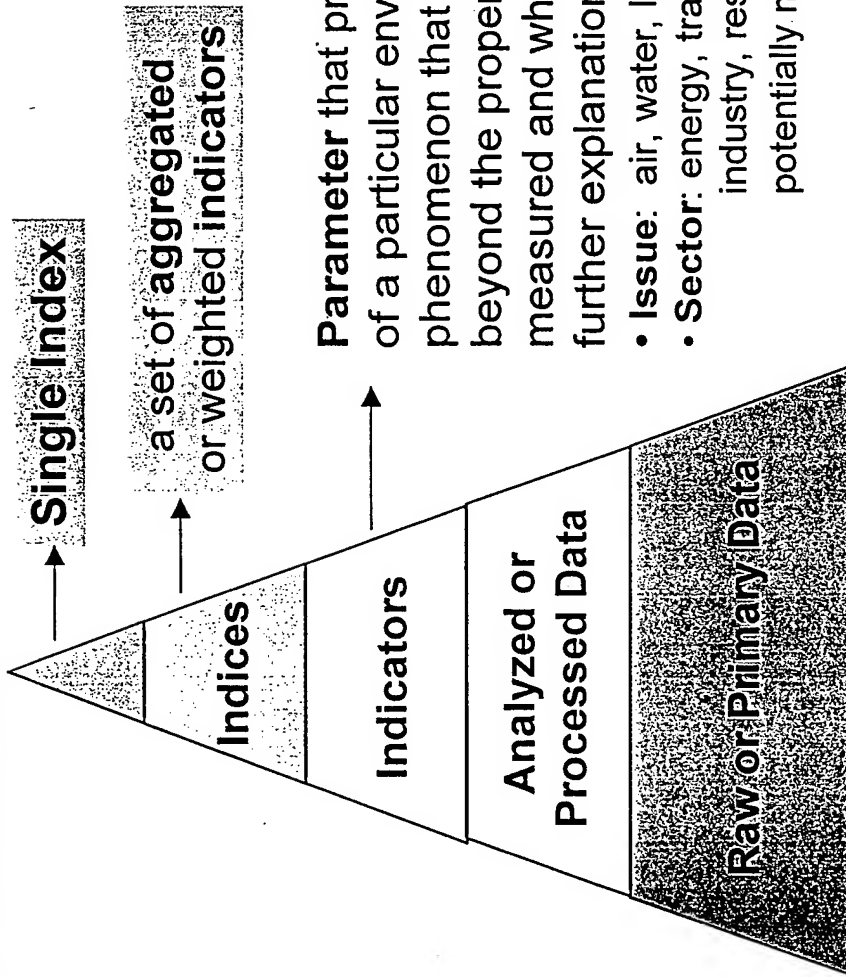 Single Index
a set of aggregated
or weighted indicators
Indices
Parameter that pr
of a particular env
phenomenon that
beyond the proper
measured and wh
further explanation
• Issue: air, water, l
• Sector: energy, tra
industry, res
potentially
Indicators
Analyzed or
Processed Data
Raw or Primary Data